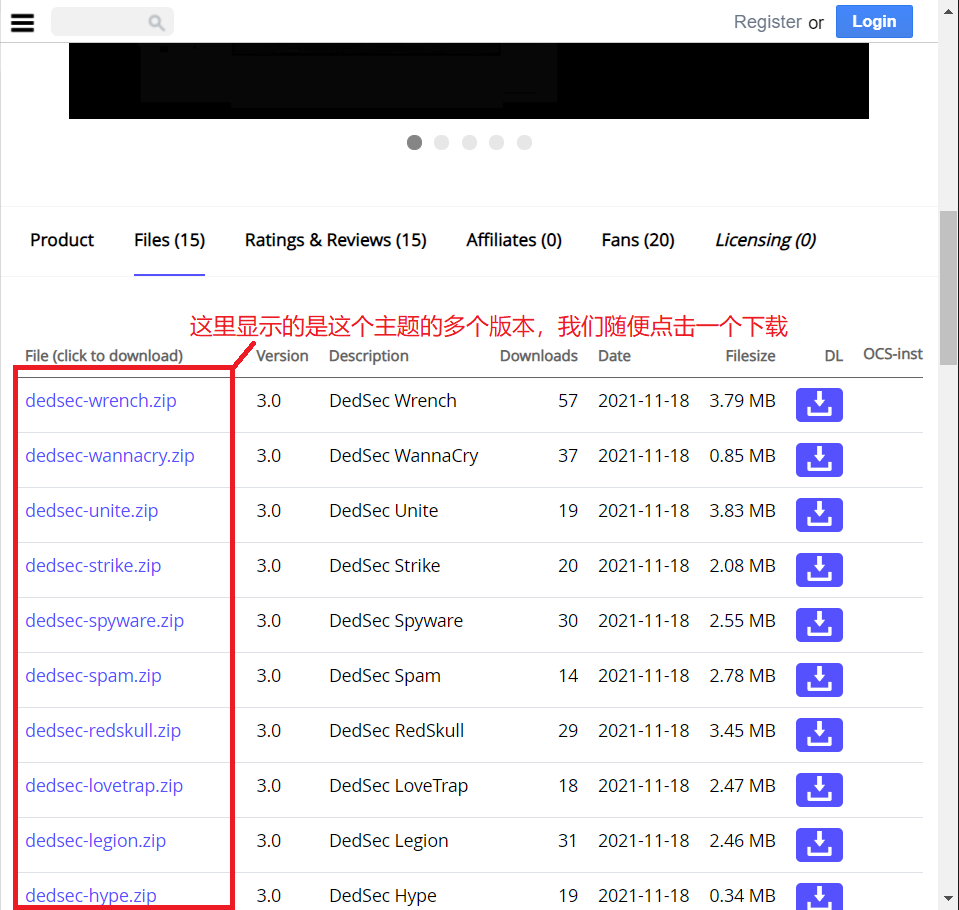 Register or Login
Product Files (15) Ratings & Reviews (15) Affiliates (0) Fans (20) Licensing (0)
这里显示的是这个主题的多个版本，我们随便点击一个下载
File (click to download) Version Description Downloads Date Filesize DL OCS-inst
dedsec-wrench.zip 3.0 DedSec Wrench 57 2021-11-18 3.79 MB
dedsec-wannacry.zip 3.0 DedSec WannaCry 37 2021-11-18 0.85 MB
dedsec-unite.zip 3.0 DedSec Unite 19 2021-11-18 3.83 MB
dedsec-strike.zip 3.0 DedSec Strike 20 2021-11-18 2.08 MB
dedsec-spyware.zip 3.0 DedSec Spyware 30 2021-11-18 2.55 MB
dedsec-spam.zip 3.0 DedSec Spam 14 2021-11-18 2.78 MB
dedsec-redskull.zip 3.0 DedSec RedSkull 29 2021-11-18 3.45 MB
dedsec-lovetrap.zip 3.0 DedSec LoveTrap 18 2021-11-18 2.47 MB
dedsec-legion.zip 3.0 DedSec Legion 31 2021-11-18 2.46 MB
dedsec-hype.zip 3.0 DedSec Hype 19 2021-11-18 0.34 MB